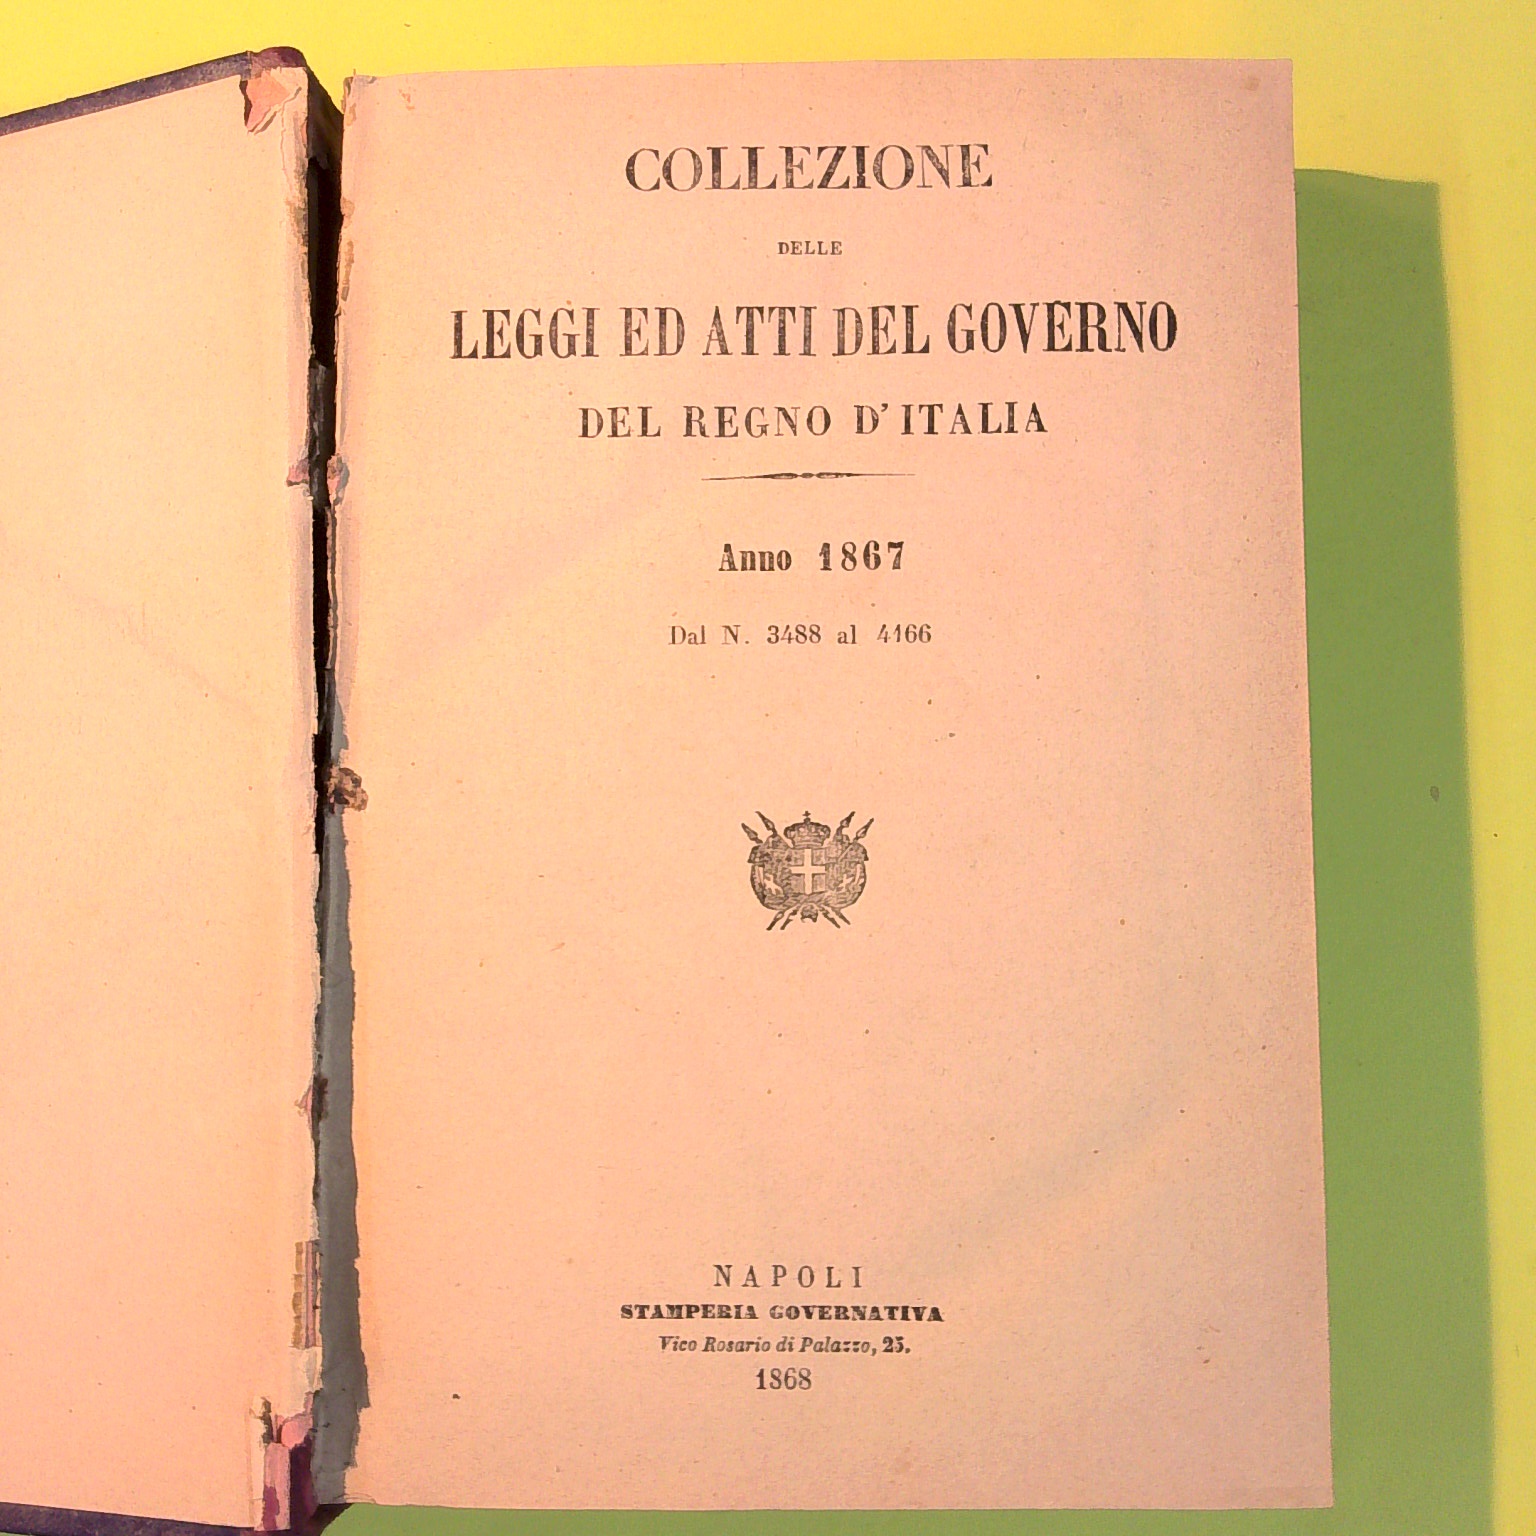 COLLEZIONE
DELLE
LEGGI ED ATTI DEL GOVERNO
DEL REGNO D'ITALIA
Anno 1867
Dal N. 3488 al 4166
NAPOLI
STAMPERIA GOVERNATIVA
Vico Rosario di Palazzo, 25.
1868